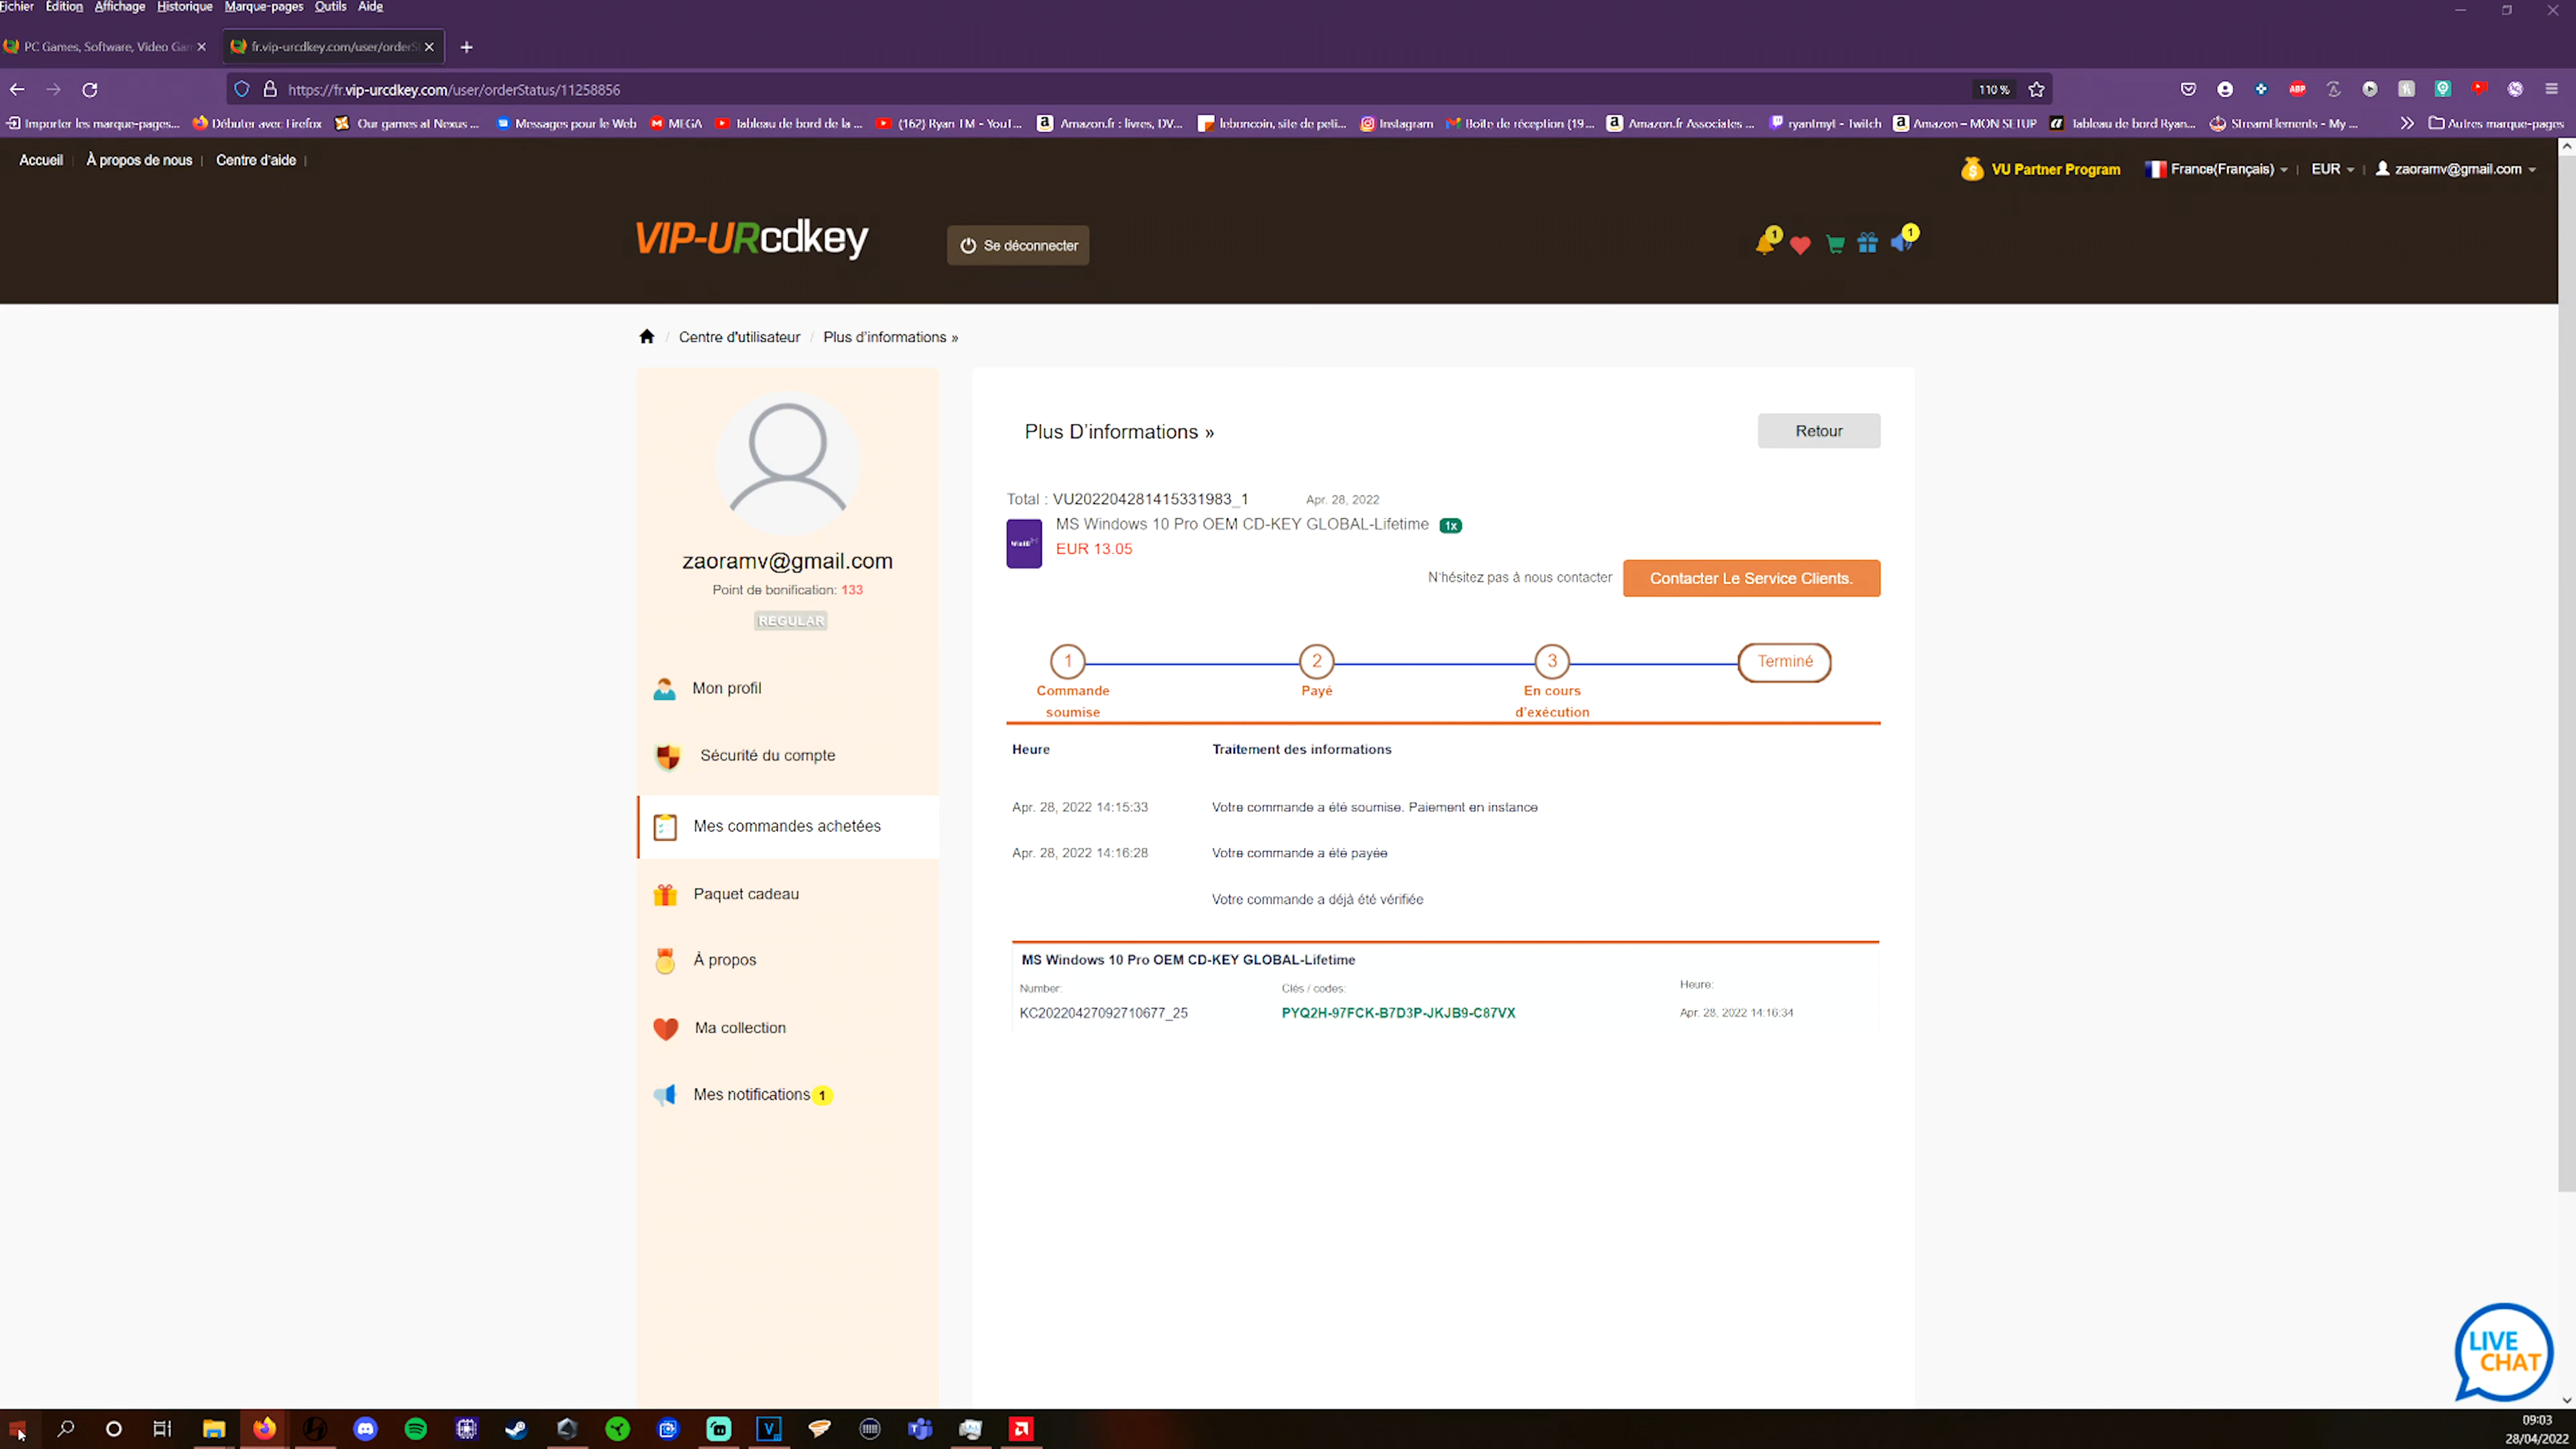 Fichier Edition Affichage Historique Marque-pages Outils Aide
PC Games, Software, Video Gam
fr.vip-urcdkey.com/user/orderS
https://fr.vip-urcdkey.com/user/orderStatus/11258856
110 %
Importer les marque-pages... Débuter avec Firefox Our games at Nexus ... Messages pour le Web MEGA Tableau de bord de la ... (162) Ryan TM - YouT... Amazon.fr : livres, DV... leboncoin, site de peti... Instagram Boîte de réception (19... Amazon.fr Associates ... ryantmyt - Twitch Amazon – MON SETUP Tableau de bord Ryan... StreamElements - My ... Autres marque-pages
Accueil | À propos de nous | Centre d'aide |
VU Partner Program France(Français) | EUR | zaoramv@gmail.com
VIP-URcdkey
Se déconnecter
1
1
/ Centre d'utilisateur / Plus d'informations »
zaoramv@gmail.com
Point de bonification: 133
REGULAR
Mon profil
Sécurité du compte
Mes commandes achetées
Paquet cadeau
À propos
Ma collection
Mes notifications 1
Plus D'informations »
Retour
Total : VU202204281415331983_1 Apr. 28, 2022
MS Windows 10 Pro OEM CD-KEY GLOBAL-Lifetime 1x
EUR 13.05
N'hésitez pas à nous contacter
Contacter Le Service Clients.
1 2 3 Terminé
Commande soumise
Payé
En cours d'exécution
Heure Traitement des informations
Apr. 28, 2022 14:15:33 Votre commande a été soumise. Paiement en instance
Apr. 28, 2022 14:16:28 Votre commande a été payée
Votre commande a déjà été vérifiée
MS Windows 10 Pro OEM CD-KEY GLOBAL-Lifetime
Number: Clés / codes: Heure:
KC20220427092710677_25 PYQ2H-97FCK-B7D3P-JKJB9-C87VX Apr. 28, 2022 14:16:34
LIVE
CHAT
09:03
28/04/2022